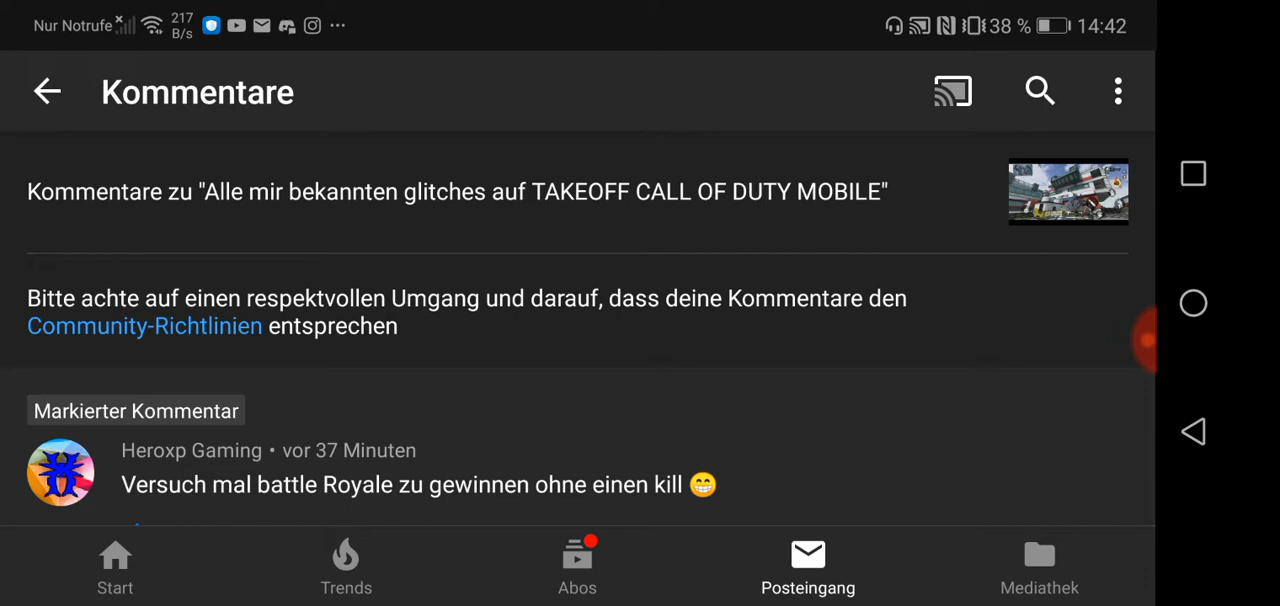 Nur Notrufe 217 B/s 38 % 14:42
Kommentare
Kommentare zu "Alle mir bekannten glitches auf TAKEOFF CALL OF DUTY MOBILE"
Bitte achte auf einen respektvollen Umgang und darauf, dass deine Kommentare den
Community-Richtlinien entsprechen
Markierter Kommentar
Heroxp Gaming • vor 37 Minuten
Versuch mal battle Royale zu gewinnen ohne einen kill 😁
Start Trends Abos Posteingang Mediathek